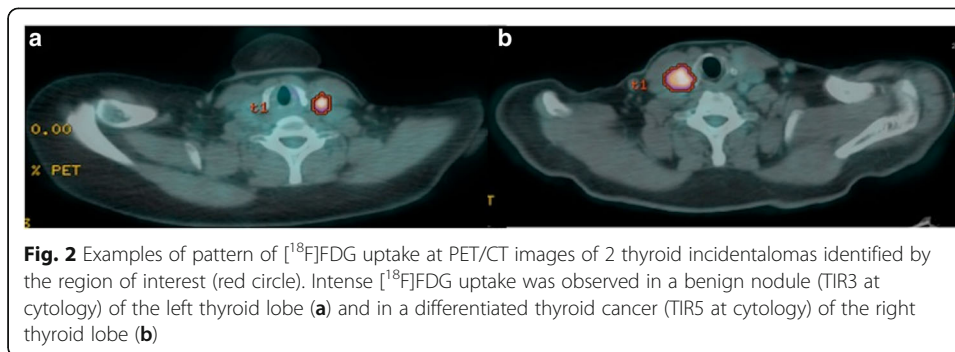 a
b
t1
t1
0.00
% PET
T
Fig. 2 Examples of pattern of [¹⁸F]FDG uptake at PET/CT images of 2 thyroid incidentalomas identified by
the region of interest (red circle). Intense [¹⁸F]FDG uptake was observed in a benign nodule (TIR3 at
cytology) of the left thyroid lobe (a) and in a differentiated thyroid cancer (TIR5 at cytology) of the right
thyroid lobe (b)